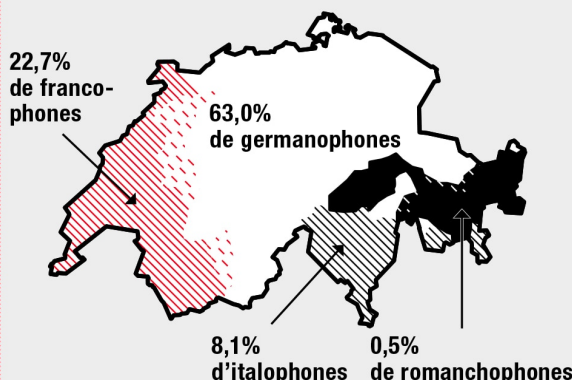 22,7%
de franco-
phones
63,0%
de germanophones
8,1%
d’italophones
0,5%
de romanchophones